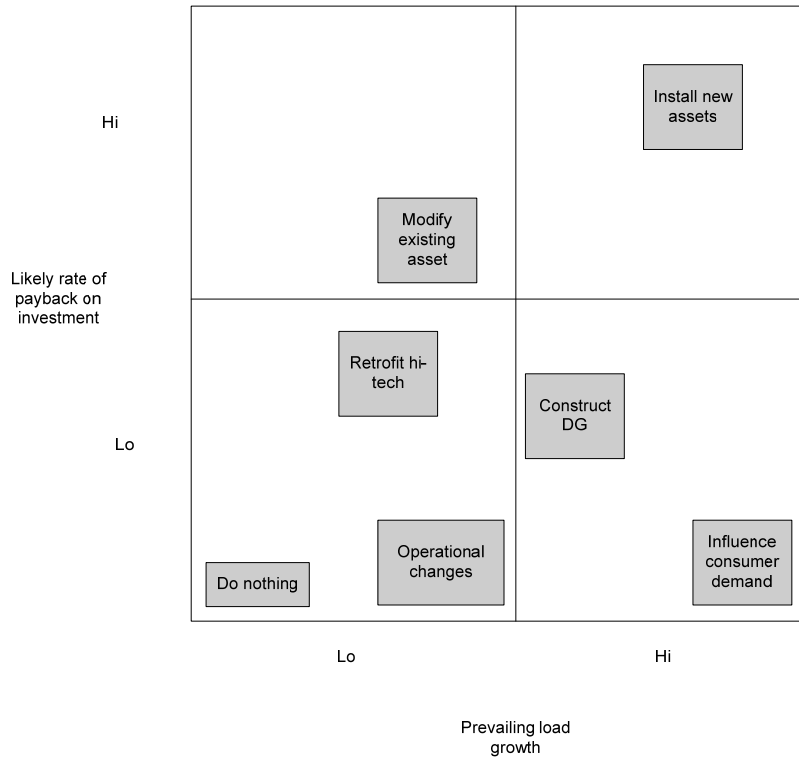 Hi
Install new
assets
Modify
existing
asset
Likely rate of
payback on
investment
Retrofit hi-
tech
Construct
DG
Lo
Operational
changes
Influence
consumer
demand
Do nothing
Lo
Hi
Prevailing load
growth